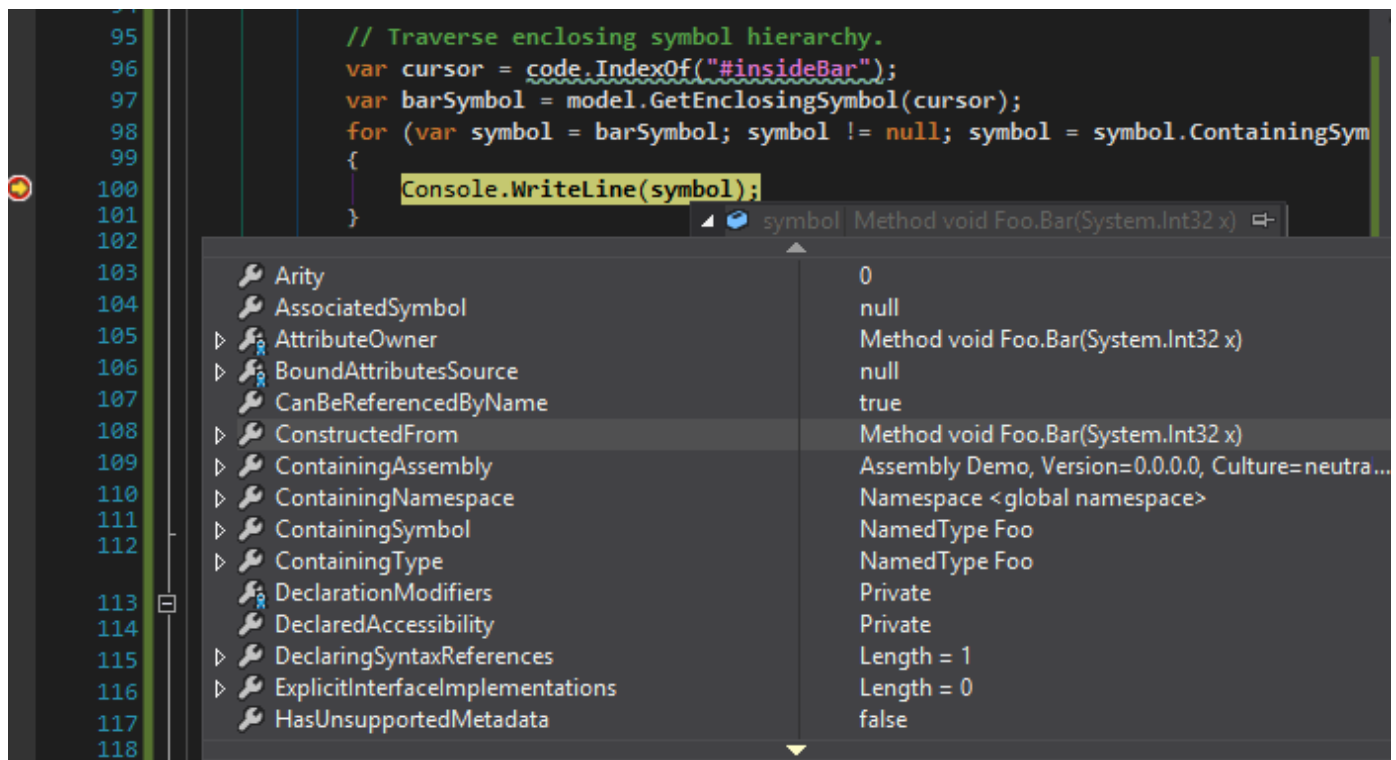 95 // Traverse enclosing symbol hierarchy.
96 var cursor = code.IndexOf("#insideBar");
97 var barSymbol = model.GetEnclosingSymbol(cursor);
98 for (var symbol = barSymbol; symbol != null; symbol = symbol.ContainingSym
99 {
100 Console.WriteLine(symbol);
101 }
symbol Method void Foo.Bar(System.Int32 x)
102
103 Arity 0
104 AssociatedSymbol null
105 AttributeOwner Method void Foo.Bar(System.Int32 x)
106 BoundAttributesSource null
107 CanBeReferencedByName true
108 ConstructedFrom Method void Foo.Bar(System.Int32 x)
109 ContainingAssembly Assembly Demo, Version=0.0.0.0, Culture=neutra...
110 ContainingNamespace Namespace <global namespace>
111 ContainingSymbol NamedType Foo
112 ContainingType NamedType Foo
DeclarationModifiers Private
113
114 DeclaredAccessibility Private
115 DeclaringSyntaxReferences Length = 1
116 ExplicitInterfaceImplementations Length = 0
117 HasUnsupportedMetadata false
118